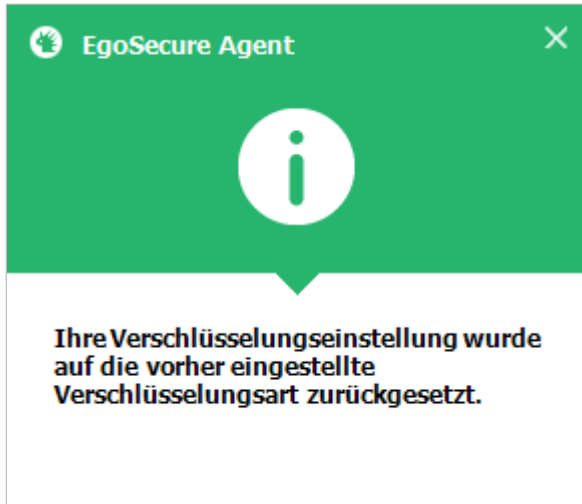 EgoSecure Agent
Ihre Verschlüsselungseinstellung wurde
auf die vorher eingestellte
Verschlüsselungsart zurückgesetzt.